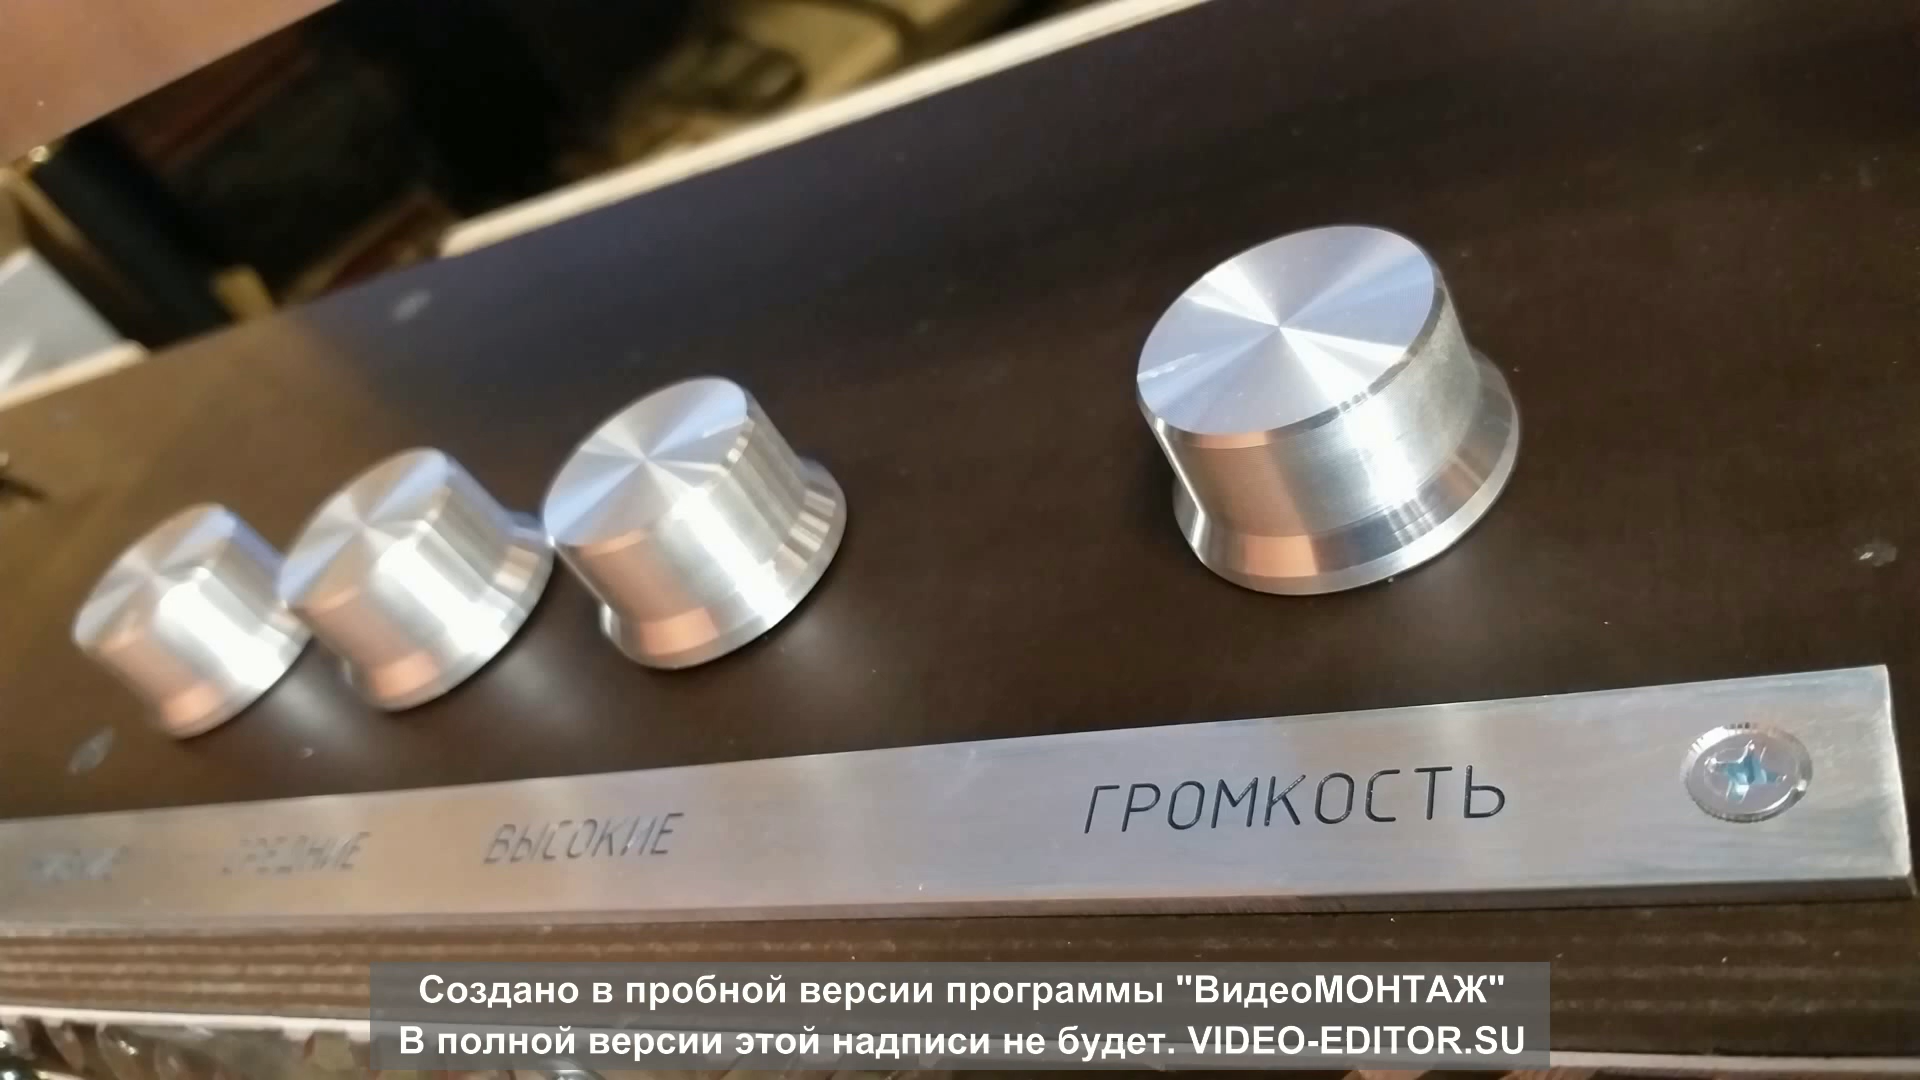 СРЕДНИЕ ВЫСОКИЕ ГРОМКОСТЬ
Создано в пробной версии программы "ВидеоМОНТАЖ"
В полной версии этой надписи не будет. VIDEO-EDITOR.SU